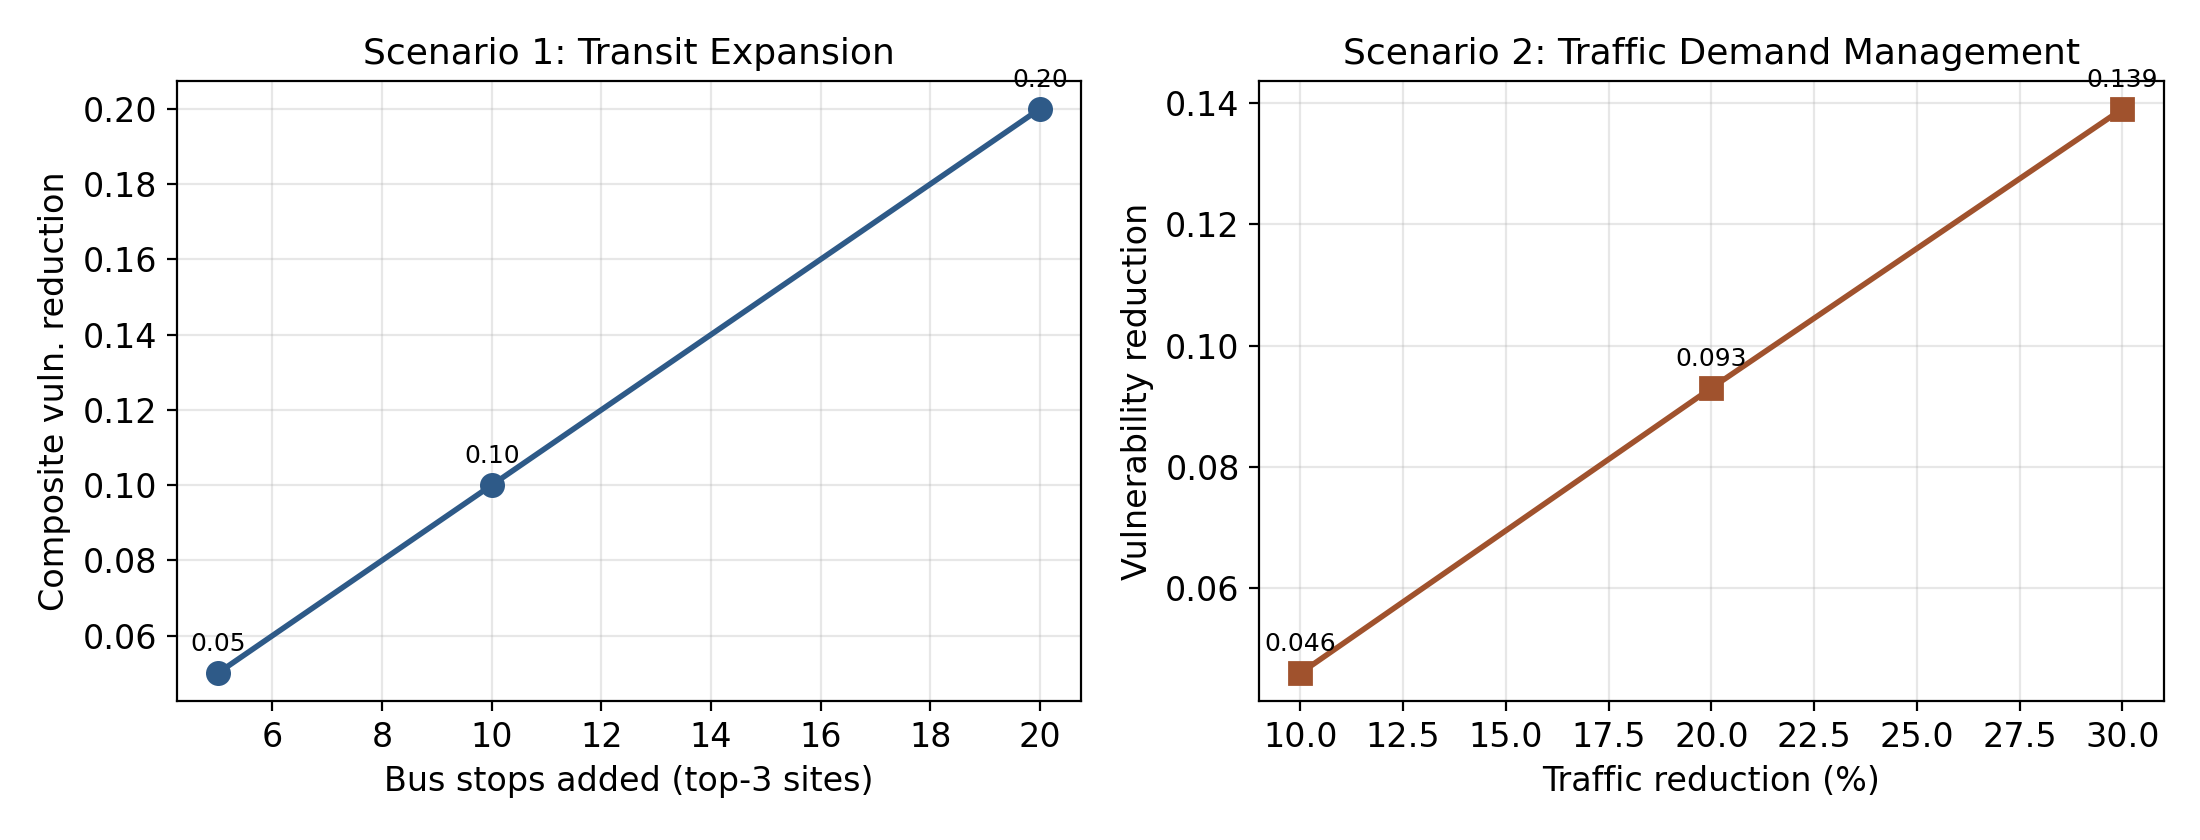 Scenario 1: Transit Expansion
Composite vuln. reduction
0.20
0.18
0.16
0.14
0.12
0.10
0.08
0.06
0.05
0.10
0.20
6 8 10 12 14 16 18 20
Bus stops added (top-3 sites)
Scenario 2: Traffic Demand Management
Vulnerability reduction
0.14
0.12
0.10
0.08
0.06
0.046
0.093
0.139
10.0 12.5 15.0 17.5 20.0 22.5 25.0 27.5 30.0
Traffic reduction (%)